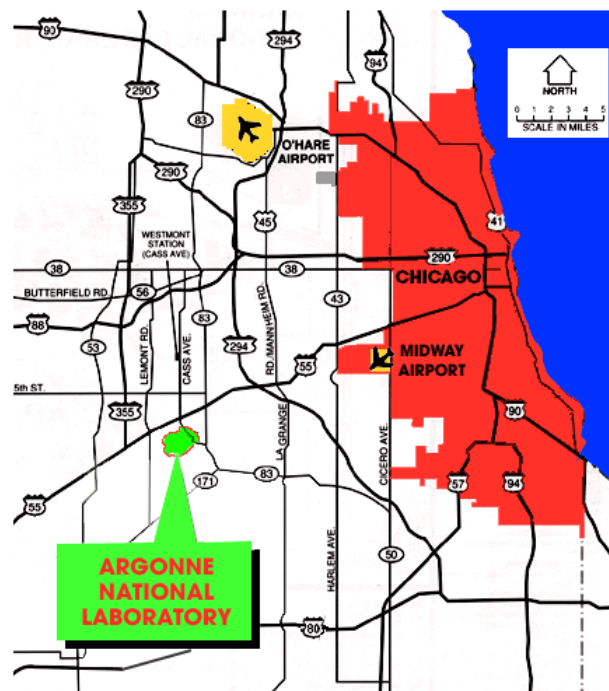 90
294
94
290
83
NORTH
0 1 2 3 4 5
SCALE IN MILES
O'HARE
AIRPORT
290
355
45
41
WESTMONT
STATION
(CASS AVE)
38
38
290
CHICAGO
56
BUTTERFIELD RD.
83
43
88
53
LEMONT RD.
CASS AVE.
294
RD./MANNHEIM RD.
55
MIDWAY
AIRPORT
5th ST.
355
LA GRANGE
CICERO AVE.
90
171
83
57
94
55
HARLEM AVE.
50
ARGONNE
NATIONAL
LABORATORY
80